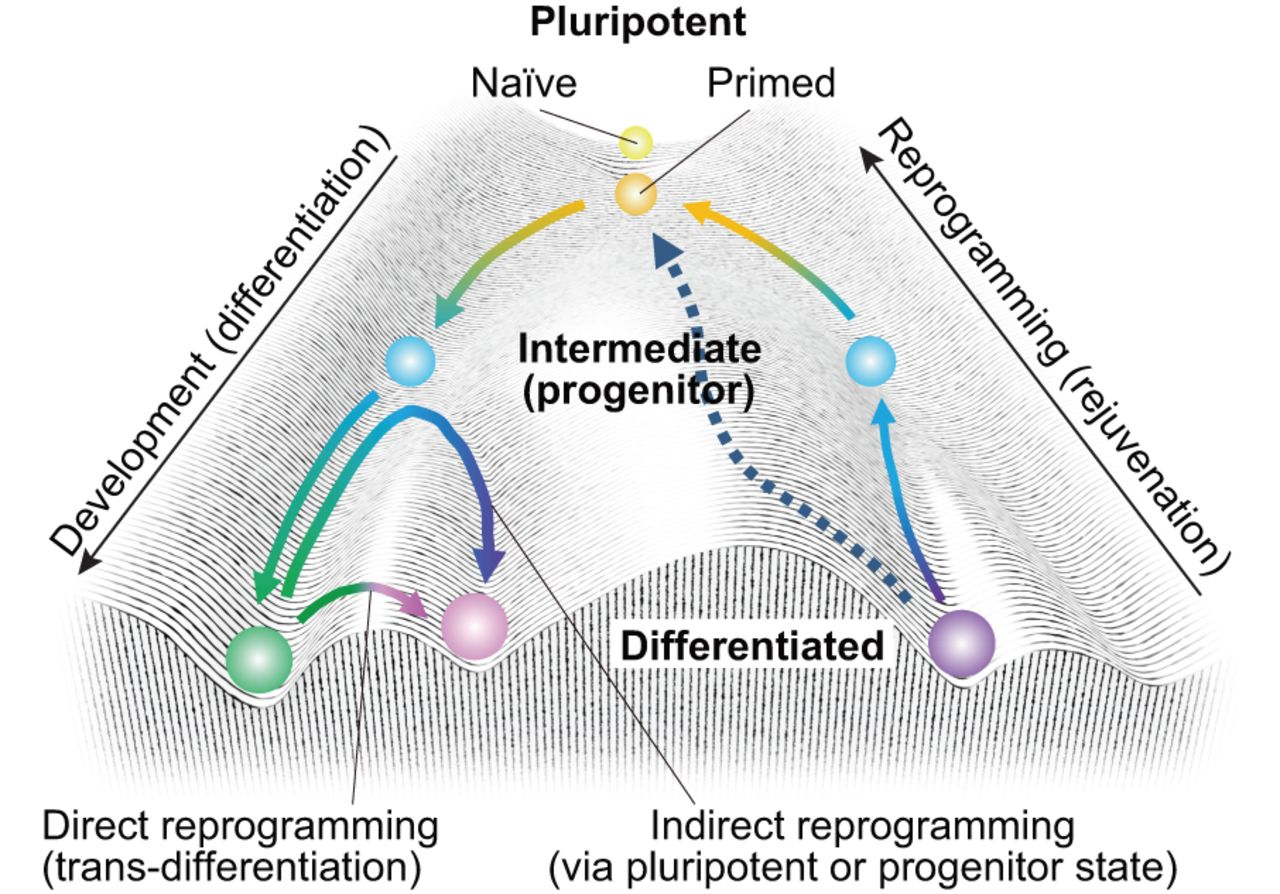 Pluripotent
Naïve
Primed
Development (differentiation)
Reprogramming (rejuvenation)
Intermediate
(progenitor)
Differentiated
Direct reprogramming
(trans-differentiation)
Indirect reprogramming
(via pluripotent or progenitor state)